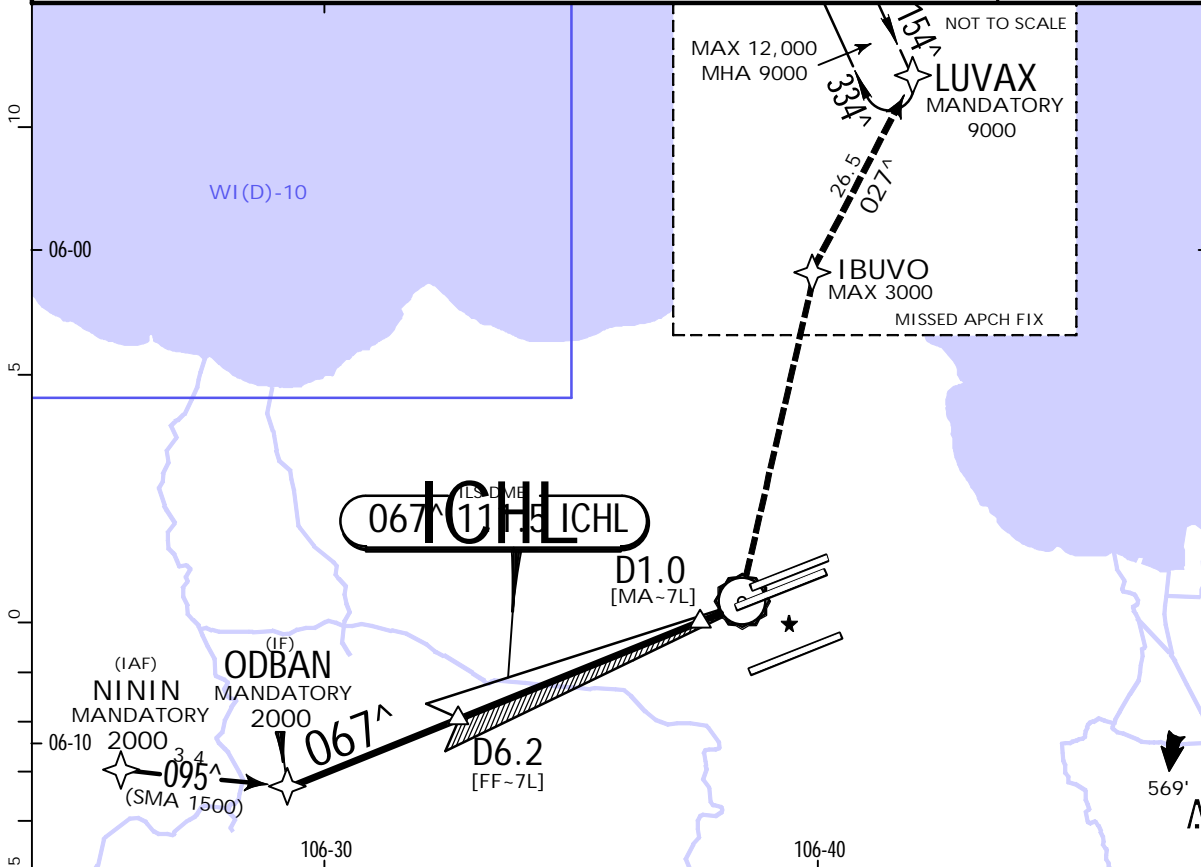 NOT TO SCALE
154^
MAX 12,000
MHA 9000
334^
LUVAX
MANDATORY
9000
10
26.5
027^
WI(D)-10
06-00
IBUVO
MAX 3000
MISSED APCH FIX
5
ILS DME
ICHL
067^ 111.5 ICHL
D1.0
[MA~7L]
0
(IAF)
NININ
MANDATORY
2000
(IF)
ODBAN
MANDATORY
2000
067^
06-10
3.4
095^
(SMA 1500)
D6.2
[FF~7L]
569'
5
106-30
106-40